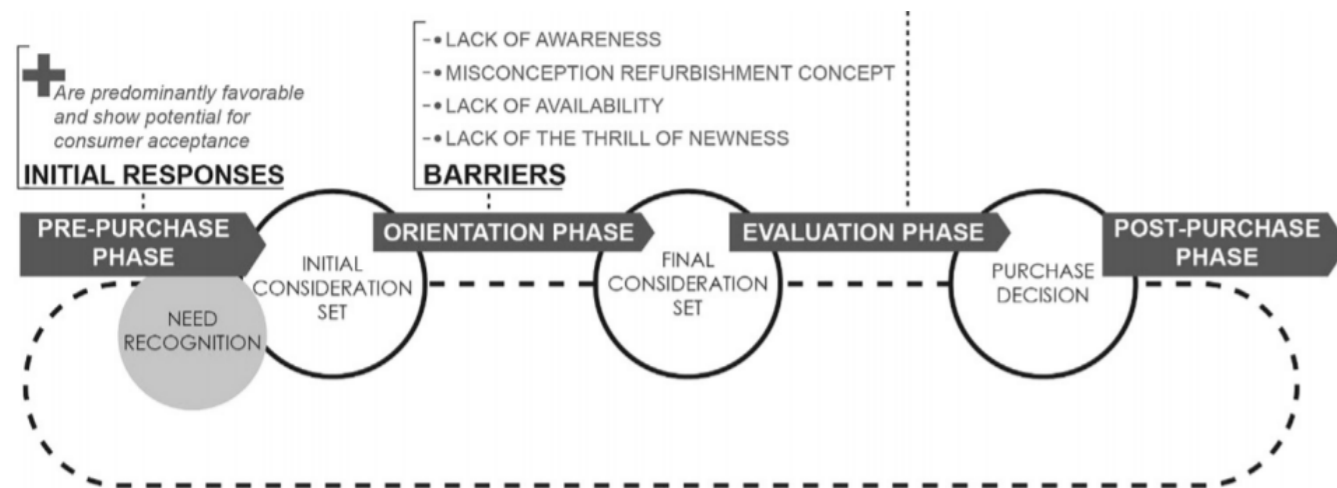 Are predominantly favorable
and show potential for
consumer acceptance
INITIAL RESPONSES
-• LACK OF AWARENESS
-• MISCONCEPTION REFURBISHMENT CONCEPT
-• LACK OF AVAILABILITY
-• LACK OF THE THRILL OF NEWNESS
BARRIERS
PRE-PURCHASE
PHASE
NEED
RECOGNITION
INITIAL
CONSIDERATION
SET
ORIENTATION PHASE
FINAL
CONSIDERATION
SET
EVALUATION PHASE
PURCHASE
DECISION
POST-PURCHASE
PHASE